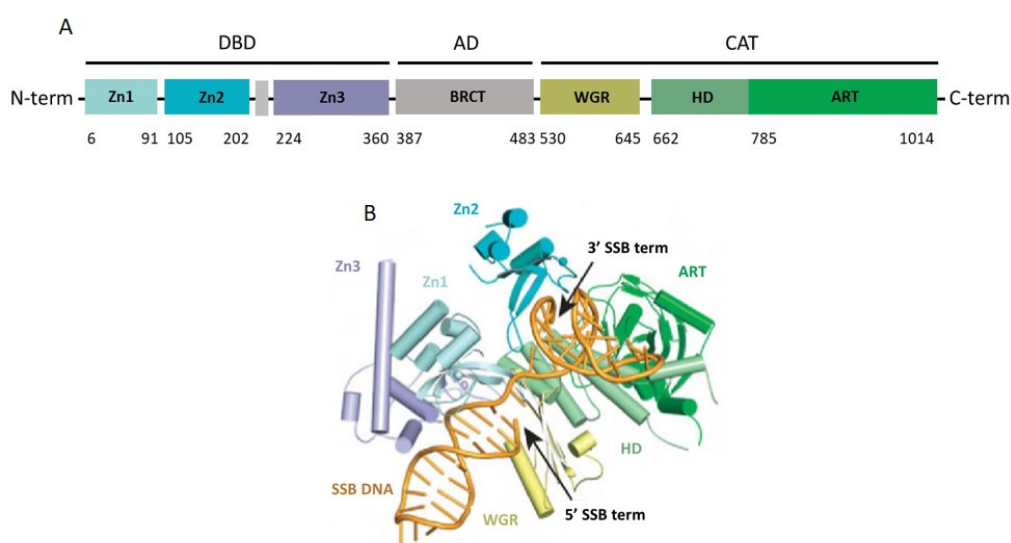 A
DBD AD CAT
N-term Zn1 Zn2 Zn3 BRCT WGR HD ART C-term
6 91 105 202 224 360 387 483 530 645 662 785 1014
B
Zn2
3' SSB term
Zn3
Zn1
ART
HD
SSB DNA
WGR
5' SSB term